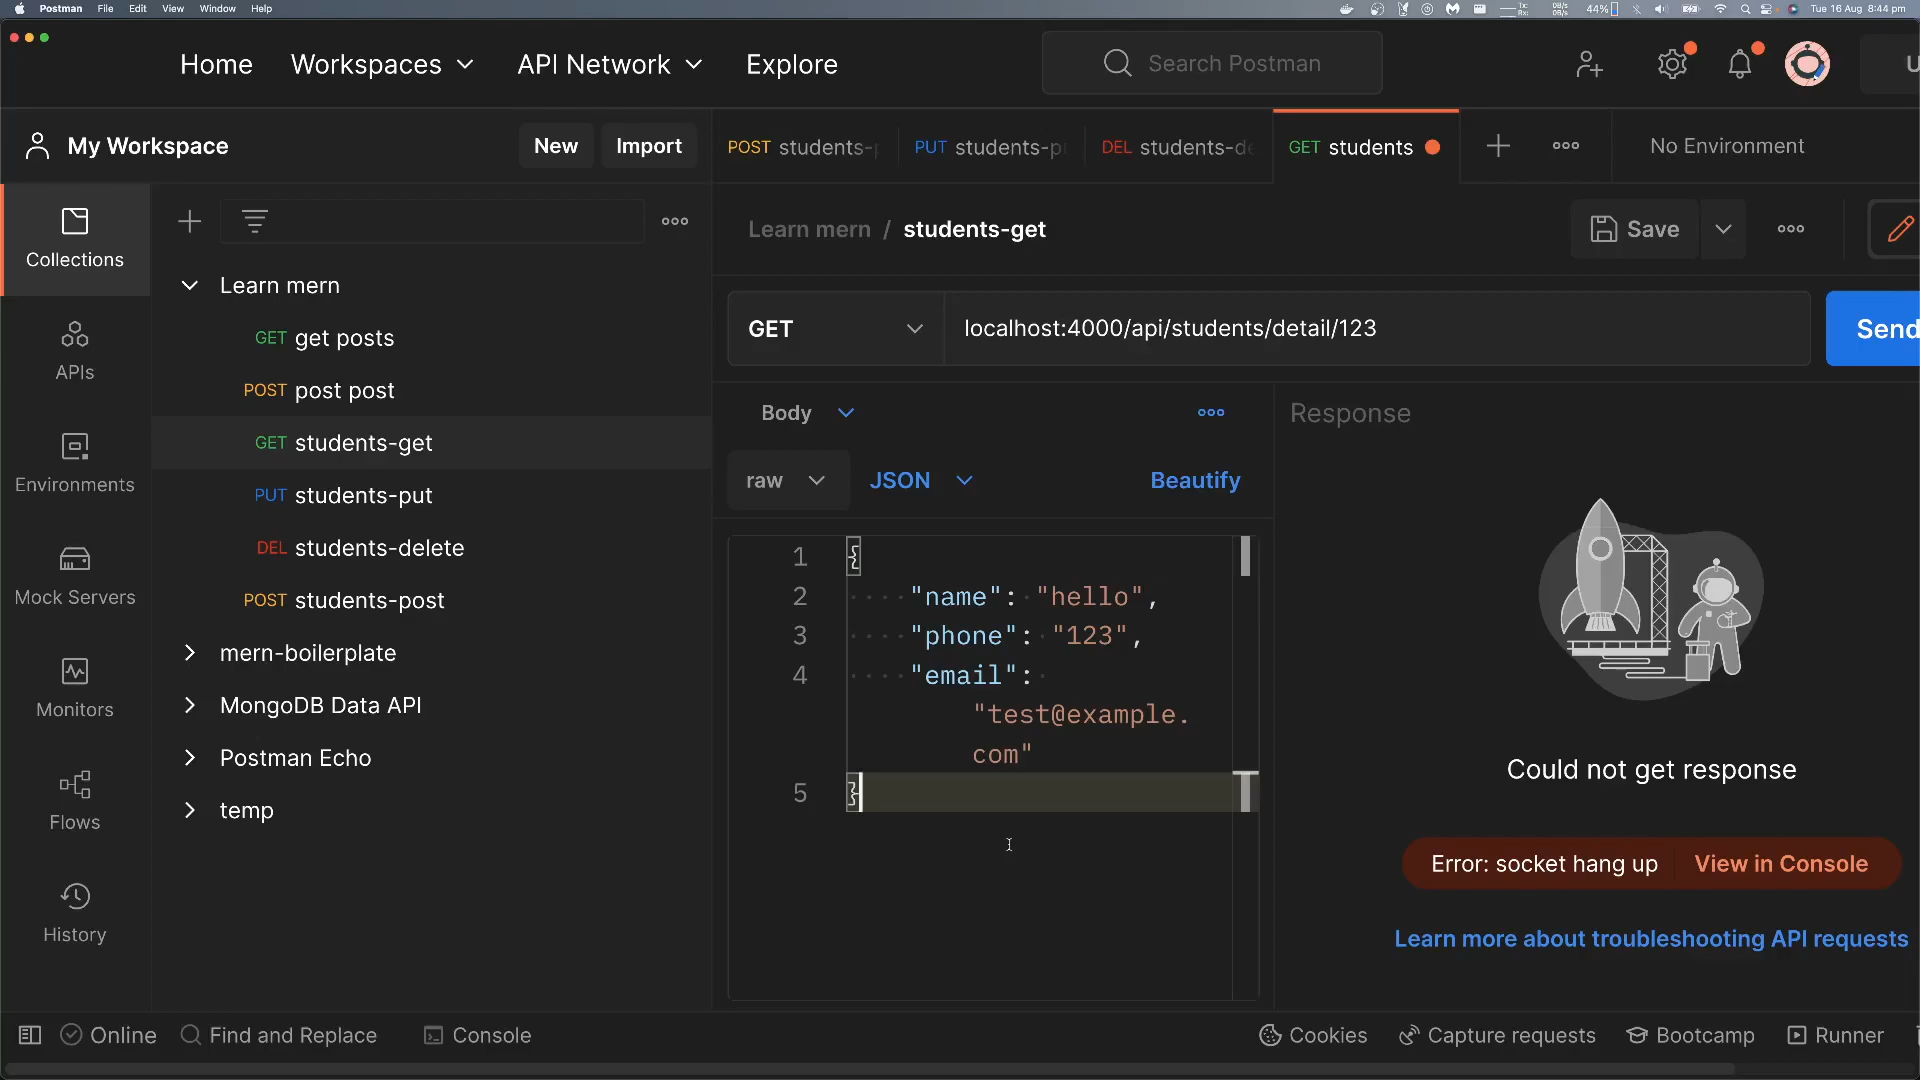 Postman File Edit View Window Help
44% Tue 16 Aug 8:44 pm
Home Workspaces API Network Explore Search Postman
My Workspace New Import
POST students-p PUT students-p DEL students-de GET students No Environment
Learn mern / students-get Save
GET localhost:4000/api/students/detail/123 Send
Collections
APIs
Environments
Mock Servers
Monitors
Flows
History
Learn mern
GET get posts
POST post post
GET students-get
PUT students-put
DEL students-delete
POST students-post
mern-boilerplate
MongoDB Data API
Postman Echo
temp
Body
raw JSON Beautify
1 {
2 "name": "hello",
3 "phone": "123",
4 "email":
"test@example.
com"
5 }
Response
Could not get response
Error: socket hang up View in Console
Learn more about troubleshooting API requests
Online Find and Replace Console Cookies Capture requests Bootcamp Runner